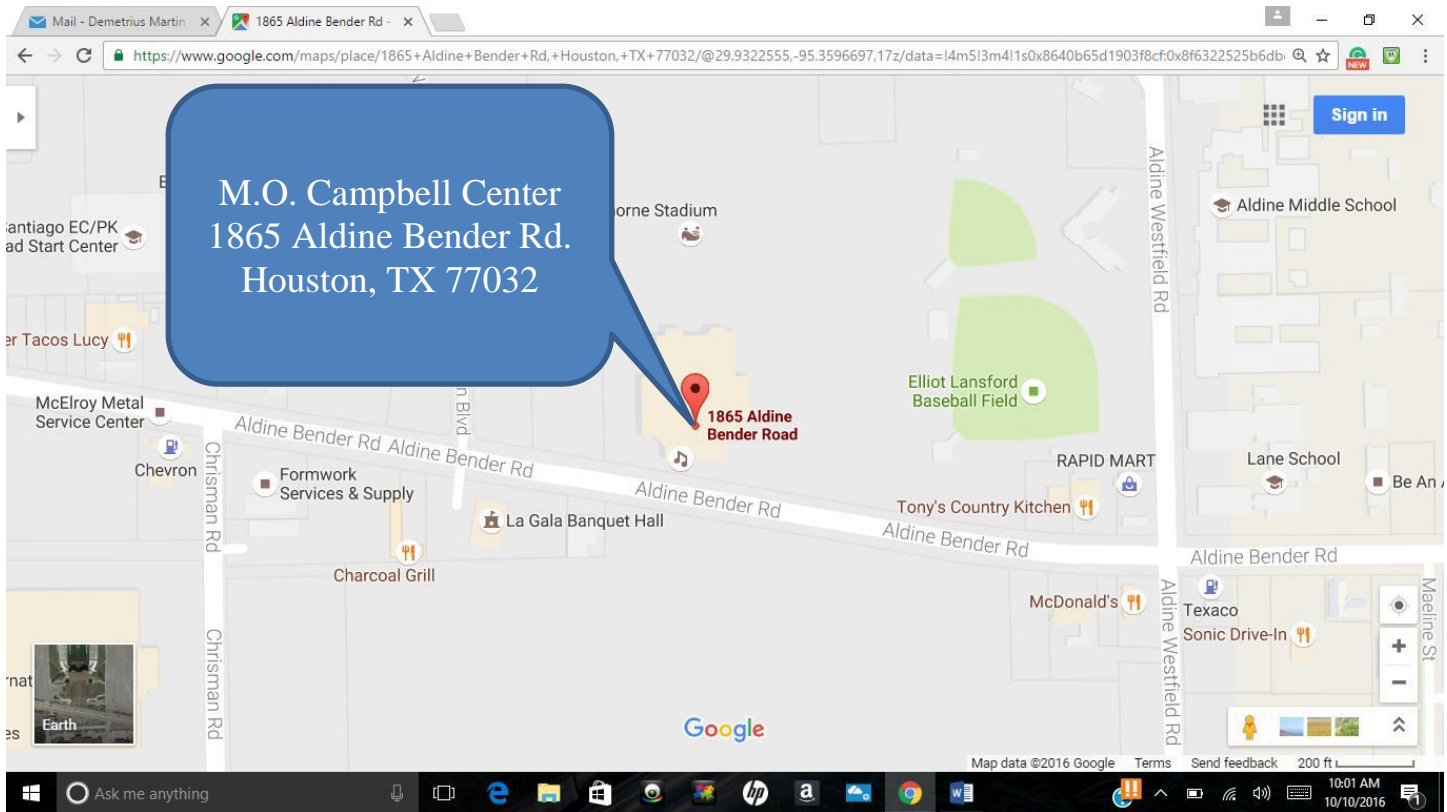 Mail - Demetrius Martin
1865 Aldine Bender Rd -
https://www.google.com/maps/place/1865+Aldine+Bender+Rd,+Houston,+TX+77032/@29.9322555,-95.3596697,17z/data=!4m5!3m4!1s0x8640b65d1903f8cf:0x8f6322525b6db
NEW
Sign in
M.O. Campbell Center
1865 Aldine Bender Rd.
Houston, TX 77032
orne Stadium
Aldine Westfield Rd
Aldine Middle School
antiago EC/PK
ad Start Center
er Tacos Lucy
McElroy Metal
Service Center
Chevron
Chrisman Rd
Aldine Bender Rd
Aldine Bender Rd
n Blvd
Formwork
Services & Supply
La Gala Banquet Hall
Charcoal Grill
1865 Aldine
Bender Road
Aldine Bender Rd
Elliot Lansford
Baseball Field
RAPID MART
Tony's Country Kitchen
Aldine Bender Rd
Lane School
Be An
Aldine Bender Rd
McDonald's
Aldine Westfield Rd
Texaco
Sonic Drive-In
Maeline St
Chrisman Rd
rnat
es
Earth
Google
Map data ©2016 Google
Terms
Send feedback
200 ft
Ask me anything
hp
a
10:01 AM
10/10/2016